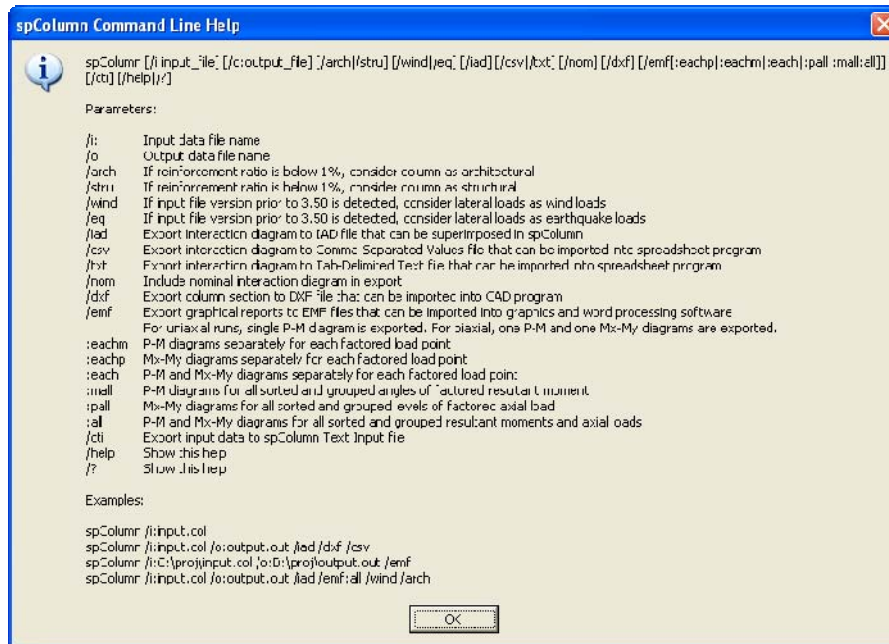 spColumn Command Line Help
spColumn [/i:input_file] [/o:output_file] [/arch|/stru] [/wind|/eq] [/iad] [/csv|/txt] [/nom] [/dxf] [/emf[:eachp|:eachm|:each|:pall|:mall|:all]]
[/cti] [/help|/?]
Parameters:
/i: Input data file name
/o Output data file name
/arch If reinforcement ratio is below 1%, consider column as architectural
/stru If reinforcement ratio is below 1%, consider column as structural
/wind If input file version prior to 3.50 is detected, consider lateral loads as wind loads
/eq If input file version prior to 3.50 is detected, consider lateral loads as earthquake loads
/iad Export interaction diagram to IAD file that can be superimposed in spColumn
/csv Export interaction diagram to Comma Separated Values file that can be imported into spreadsheet program
/txt Export interaction diagram to Tab-Delimited Text file that can be imported into spreadsheet program
/nom Include nominal interaction diagram in export
/dxf Export column section to DXF file that can be imported into CAD program
/emf Export graphical reports to EMF files that can be imported into graphics and word processing software
For uniaxial runs, single P-M diagram is exported. For biaxial, one P-M and one Mx-My diagrams are exported.
:eachm P-M diagrams separately for each factored load point
:eachp Mx-My diagrams separately for each factored load point
:each P-M and Mx-My diagrams separately for each factored load point
:mall P-M diagrams for all sorted and grouped angles of factored resultant moment
:pall Mx-My diagrams for all sorted and grouped levels of factored axial load
:all P-M and Mx-My diagrams for all sorted and grouped resultant moments and axial loads
/cti Export input data to spColumn Text Input file
/help Show this help
/? Show this help
Examples:
spColumn /i:input.col
spColumn /i:input.col /o:output.out /iad /dxf /csv
spColumn /i:C:\proj\input.col /o:D:\proj\output.out /emf
spColumn /i:input.col /o:output.out /iad /emf:all /wind /arch
OK